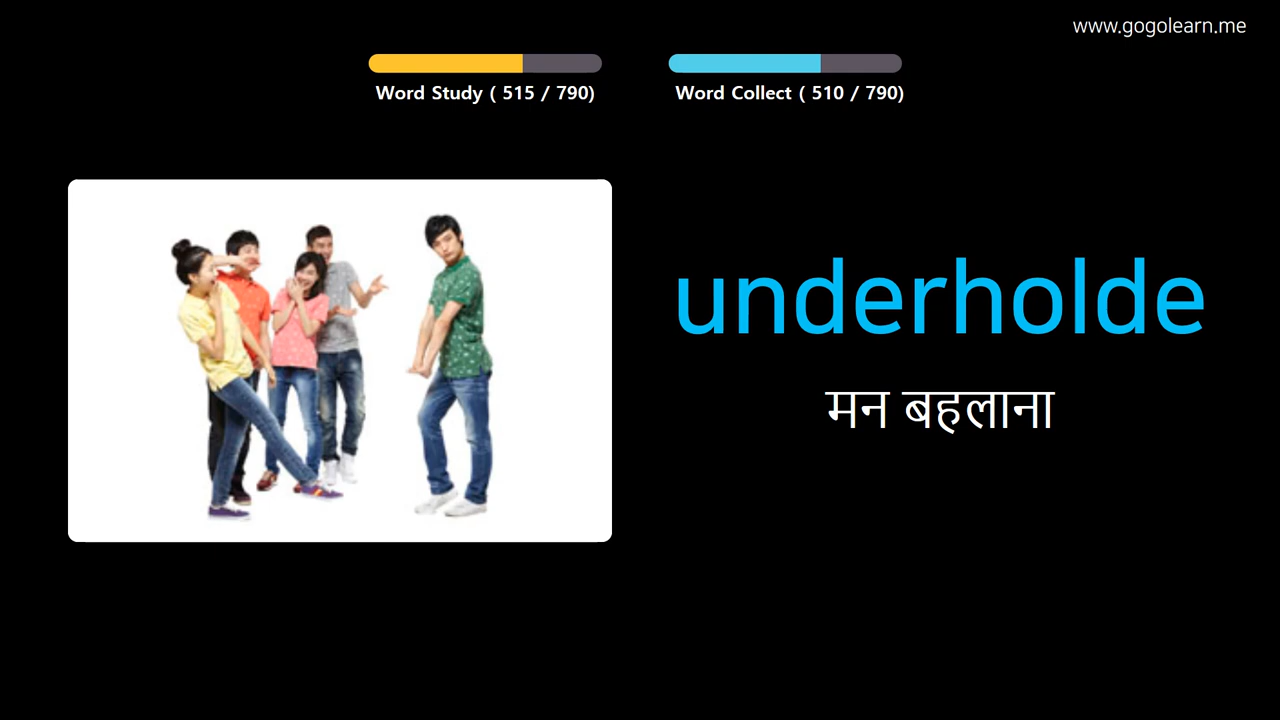 www.gogolearn.me
Word Study ( 515 / 790)
Word Collect ( 510 / 790)
underholde
मन बहलाना